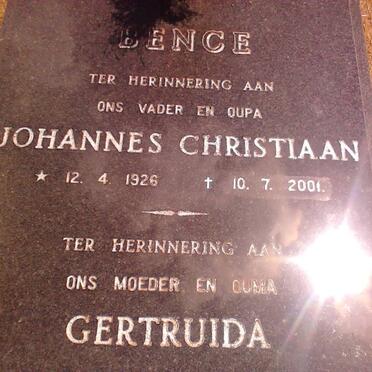 BENCE
TER HERINNERING AAN
ONS VADER EN OUPA
JOHANNES CHRISTIAAN
★ 12. 4. 1926 † 10. 7. 2001.
TER HERINNERING AAN
ONS MOEDER EN OUMA
GERTRUIDA